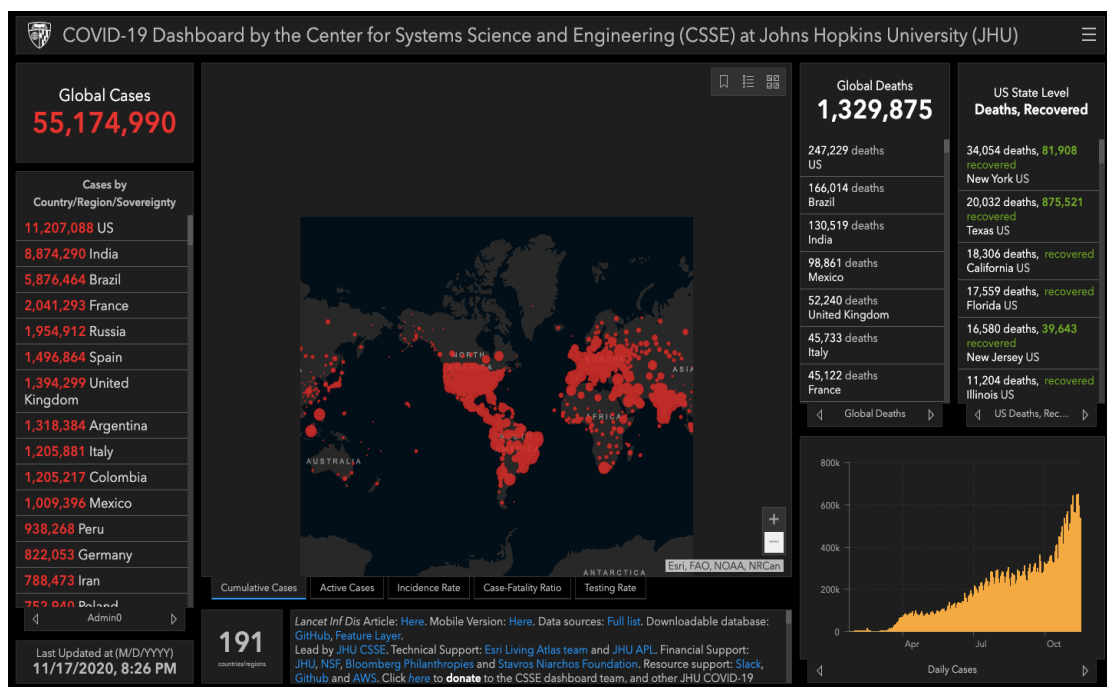 COVID-19 Dashboard by the Center for Systems Science and Engineering (CSSE) at Johns Hopkins University (JHU)
Global Cases
55,174,990
Cases by
Country/Region/Sovereignty
11,207,088 US
8,874,290 India
5,876,464 Brazil
2,041,293 France
1,954,912 Russia
1,496,864 Spain
1,394,299 United
Kingdom
1,318,384 Argentina
1,205,881 Italy
1,205,217 Colombia
1,009,396 Mexico
938,268 Peru
822,053 Germany
788,473 Iran
752,940 Poland
Admin0
Last Updated at (M/D/YYYY)
11/17/2020, 8:26 PM
NORTH
AMERICA
SOUTH
AMERICA
EUROPE
ASIA
AFRICA
AUSTRALIA
ANTARCTICA
+
−
Esri, FAO, NOAA, NRCan
Cumulative Cases
Active Cases
Incidence Rate
Case-Fatality Ratio
Testing Rate
191
countries/regions
Lancet Inf Dis Article: Here. Mobile Version: Here. Data sources: Full list. Downloadable database:
GitHub, Feature Layer.
Lead by JHU CSSE. Technical Support: Esri Living Atlas team and JHU APL. Financial Support:
JHU, NSF, Bloomberg Philanthropies and Stavros Niarchos Foundation. Resource support: Slack,
Github and AWS. Click here to donate to the CSSE dashboard team, and other JHU COVID-19
Global Deaths
1,329,875
247,229 deaths
US
166,014 deaths
Brazil
130,519 deaths
India
98,861 deaths
Mexico
52,240 deaths
United Kingdom
45,733 deaths
Italy
45,122 deaths
France
Global Deaths
US State Level
Deaths, Recovered
34,054 deaths, 81,908
recovered
New York US
20,032 deaths, 875,521
recovered
Texas US
18,306 deaths, recovered
California US
17,559 deaths, recovered
Florida US
16,580 deaths, 39,643
recovered
New Jersey US
11,204 deaths, recovered
Illinois US
US Deaths, Rec...
800k
600k
400k
200k
0
Apr
Jul
Oct
Daily Cases